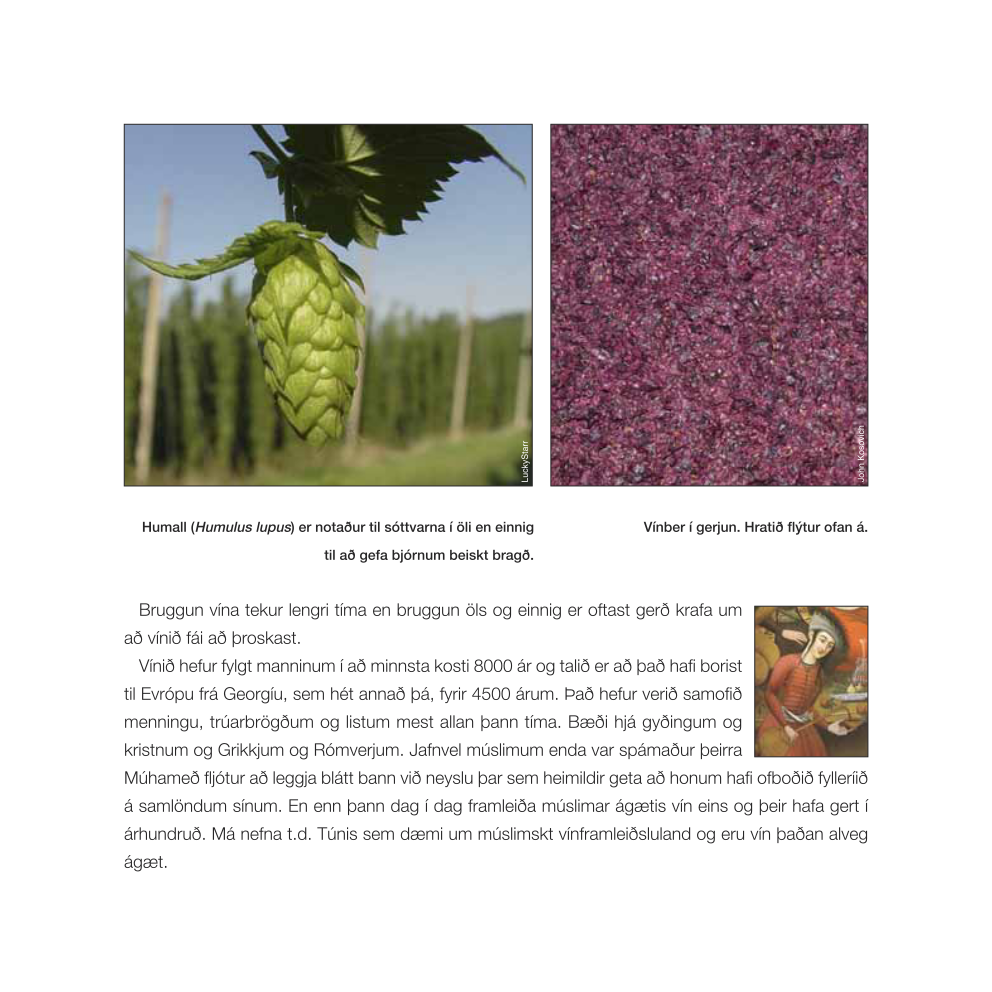 LuckyStarr
John Kosovich
Humall (Humulus lupus) er notaður til sóttvarna í öli en einnig
til að gefa bjórnum beiskt bragð.
Vínber í gerjun. Hratið flýtur ofan á.
Bruggun vína tekur lengri tíma en bruggun öls og einnig er oftast gerð krafa um
að vínið fái að þroskast.
Vínið hefur fylgt manninum í að minnsta kosti 8000 ár og talið er að það hafi borist
til Evrópu frá Georgíu, sem hét annað þá, fyrir 4500 árum. Það hefur verið samofið
menningu, trúarbrögðum og listum mest allan þann tíma. Bæði hjá gyðingum og
kristnum og Grikkjum og Rómverjum. Jafnvel múslimum enda var spámaður þeirra
Múhameð fljótur að leggja blátt bann við neyslu þar sem heimildir geta að honum hafi ofboðið fylleríið
á samlöndum sínum. En enn þann dag í dag framleiða múslimar ágætis vín eins og þeir hafa gert í
árhundruð. Má nefna t.d. Túnis sem dæmi um múslimskt vínframleiðsluland og eru vín þaðan alveg
ágæt.